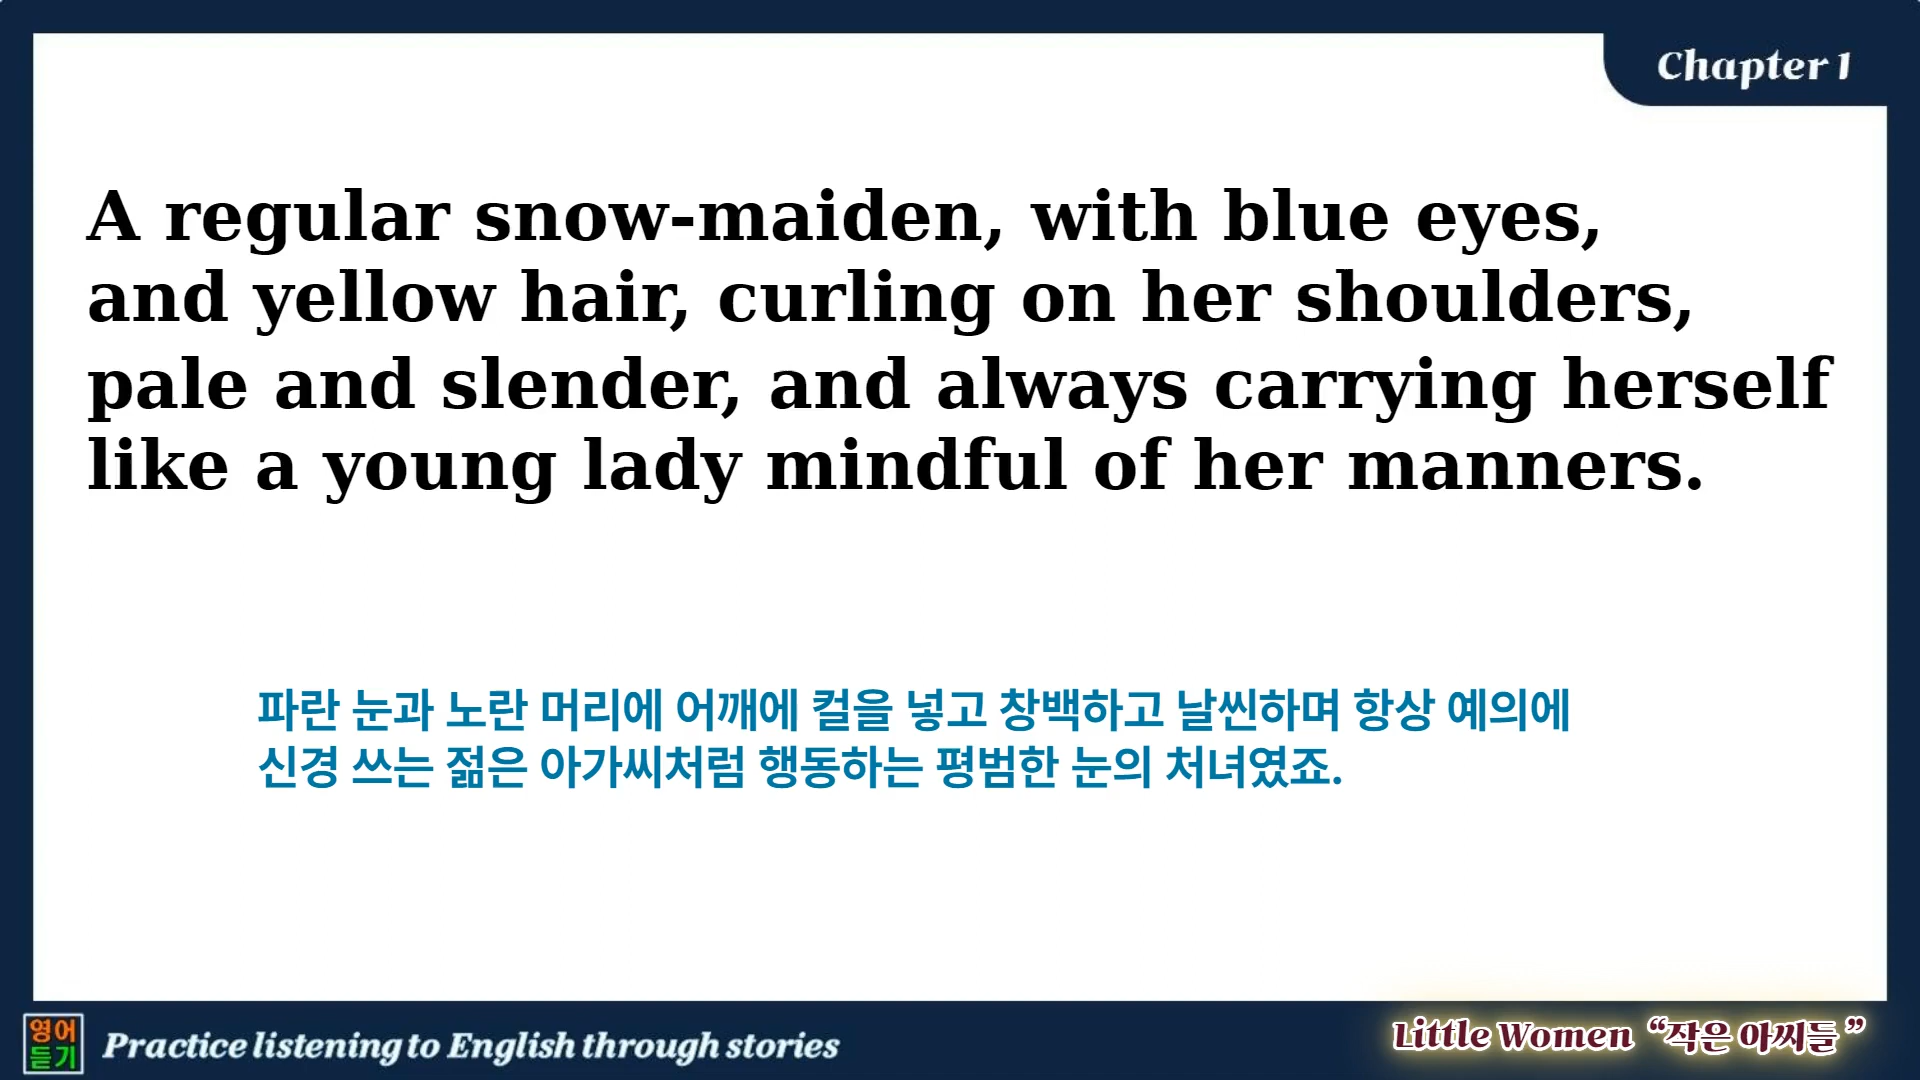 Chapter 1
A regular snow-maiden, with blue eyes,
and yellow hair, curling on her shoulders,
pale and slender, and always carrying herself
like a young lady mindful of her manners.
파란 눈과 노란 머리에 어깨에 컬을 넣고 창백하고 날씬하며 항상 예의에
신경 쓰는 젊은 아가씨처럼 행동하는 평범한 눈의 처녀였죠.
영어
듣기
Practice listening to English through stories
Little Women “작은 아씨들”